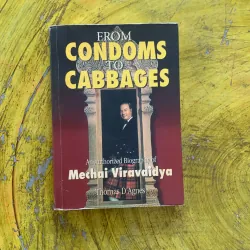 FROM
CONDOMS
TO
CABBAGES
An Authorized Biography of
Mechai Viravaidya
Thomas D'Agnes